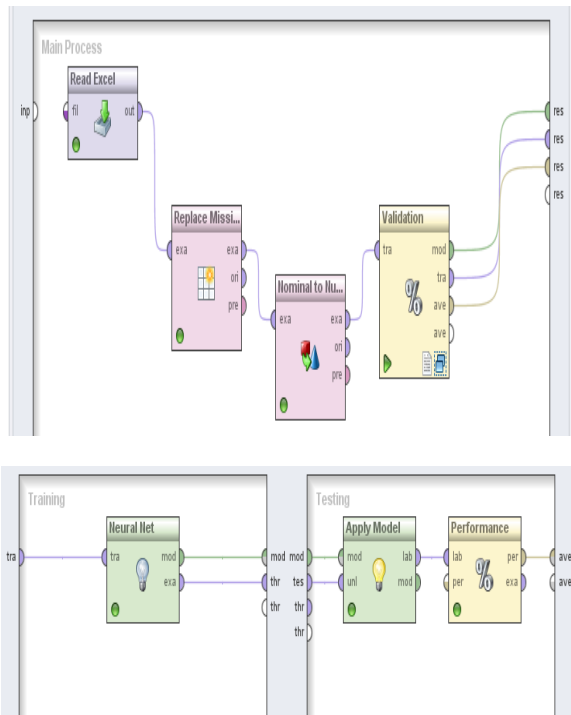 Main Process
Read Excel
inp fil out res
res
res
res
Replace Missi...
exa exa
ori
pre
Nominal to Nu...
exa exa
ori
pre
Validation
tra mod
tra
ave
ave
%
Training
Neural Net
tra tra mod mod
exa thr
thr
Testing
Apply Model
mod mod lab
tes unl mod
thr
thr
Performance
lab per ave
per exa ave
%